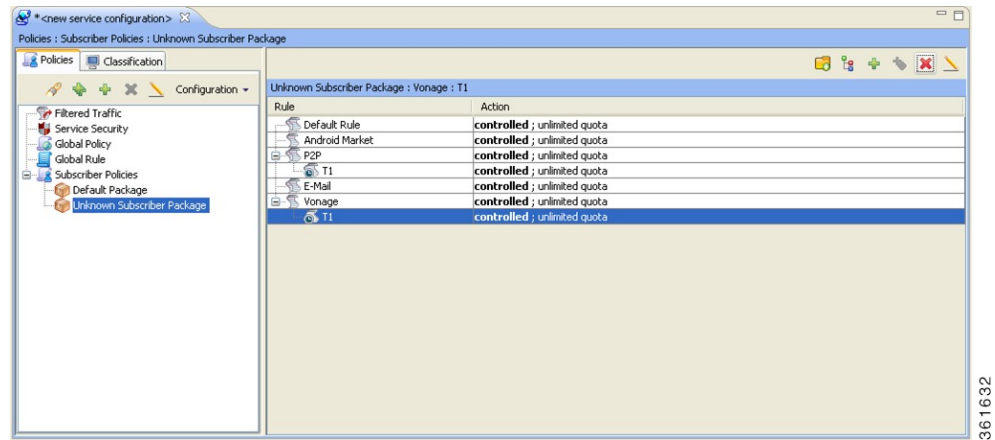 *<new service configuration>
Policies : Subscriber Policies : Unknown Subscriber Package
Policies
Classification
Configuration
Filtered Traffic
Service Security
Global Policy
Global Rule
Subscriber Policies
Default Package
Unknown Subscriber Package
Unknown Subscriber Package : Vonage : T1
Rule Action
Default Rule controlled ; unlimited quota
Android Market controlled ; unlimited quota
P2P controlled ; unlimited quota
T1 controlled ; unlimited quota
E-Mail controlled ; unlimited quota
Vonage controlled ; unlimited quota
T1 controlled ; unlimited quota
361632